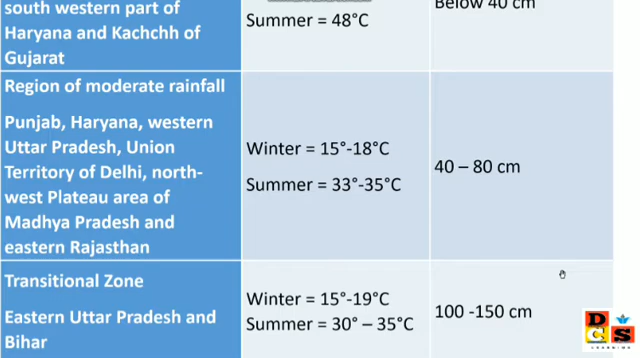 south western part of
Haryana and Kachchh of
Gujarat
Summer = 48°C
Below 40 cm
Region of moderate rainfall
Punjab, Haryana, western
Uttar Pradesh, Union
Territory of Delhi, north-
west Plateau area of
Madhya Pradesh and
eastern Rajasthan
Winter = 15°-18°C
Summer = 33°-35°C
40 – 80 cm
Transitional Zone
Eastern Uttar Pradesh and
Bihar
Winter = 15°-19°C
Summer = 30° – 35°C
100 -150 cm
D
C S
LEARNING